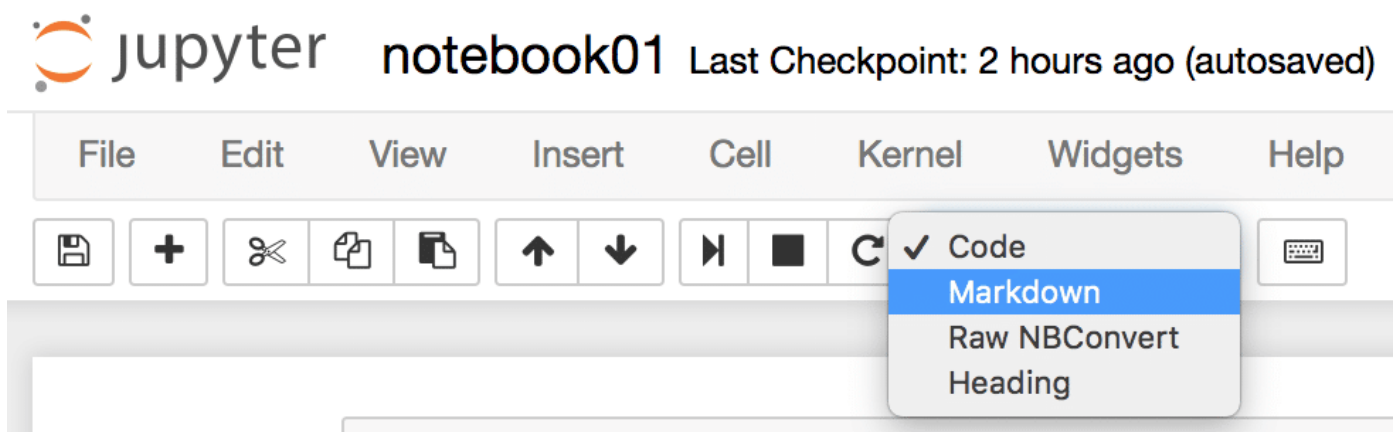 jupyter notebook01 Last Checkpoint: 2 hours ago (autosaved)
File Edit View Insert Cell Kernel Widgets Help
✓ Code
Markdown
Raw NBConvert
Heading